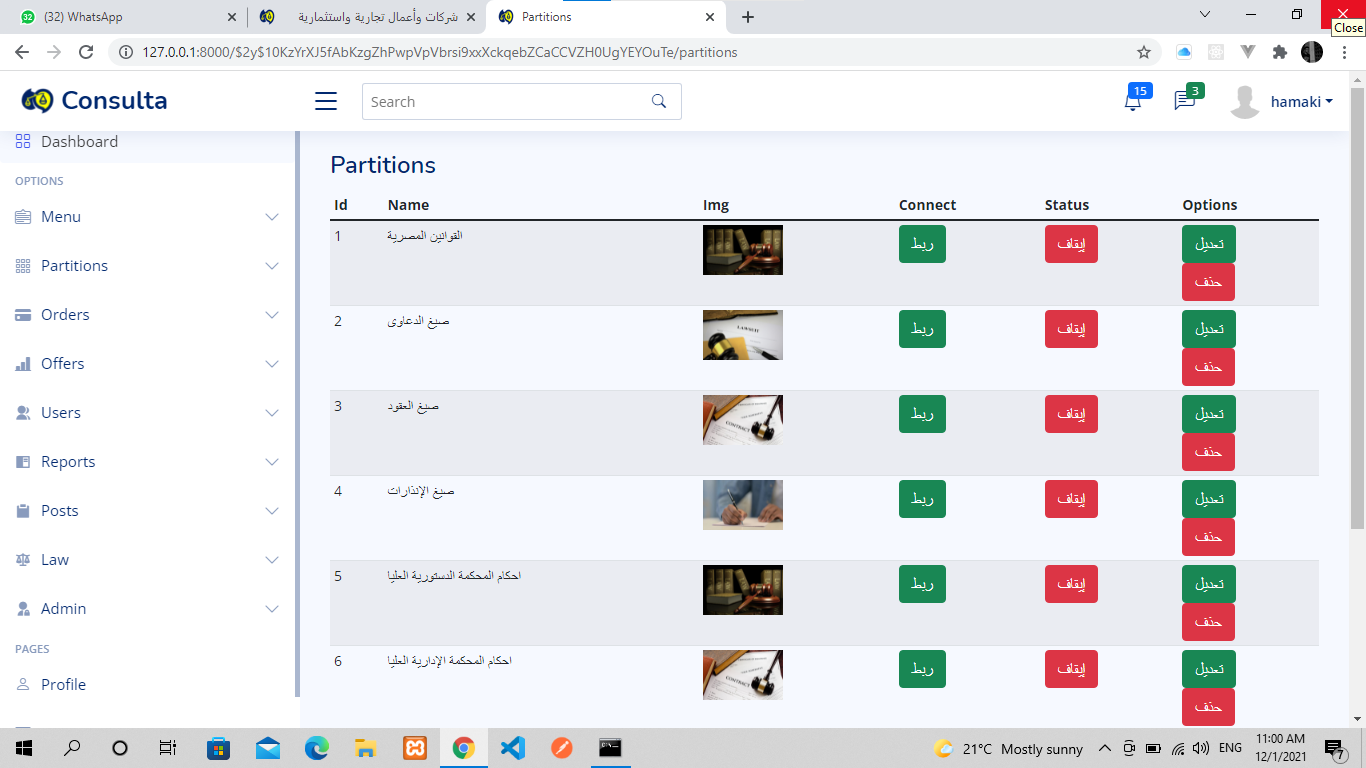 (32) WhatsApp
شركات وأعمال تجارية واستثمارية
Partitions
Close
127.0.0.1:8000/$2y$10KzYrXJ5fAbKzgZhPwpVpVbrsi9xxXckqebZCaCCVZH0UgYEYOuTe/partitions
Consulta
Search
15
3
hamaki
Dashboard
OPTIONS
Menu
Partitions
Orders
Offers
Users
Reports
Posts
Law
Admin
PAGES
Profile
Partitions
Id Name Img Connect Status Options
1 القوانين المصرية ربط إيقاف تعديل
حذف
2 صيغ الدعاوى ربط إيقاف تعديل
حذف
3 صيغ العقود ربط إيقاف تعديل
حذف
4 صيغ الإنذارات ربط إيقاف تعديل
حذف
5 احكام المحكمة الدستورية العليا ربط إيقاف تعديل
حذف
6 احكام المحكمة الإدارية العليا ربط إيقاف تعديل
حذف
21°C Mostly sunny
ENG
11:00 AM
12/1/2021
7